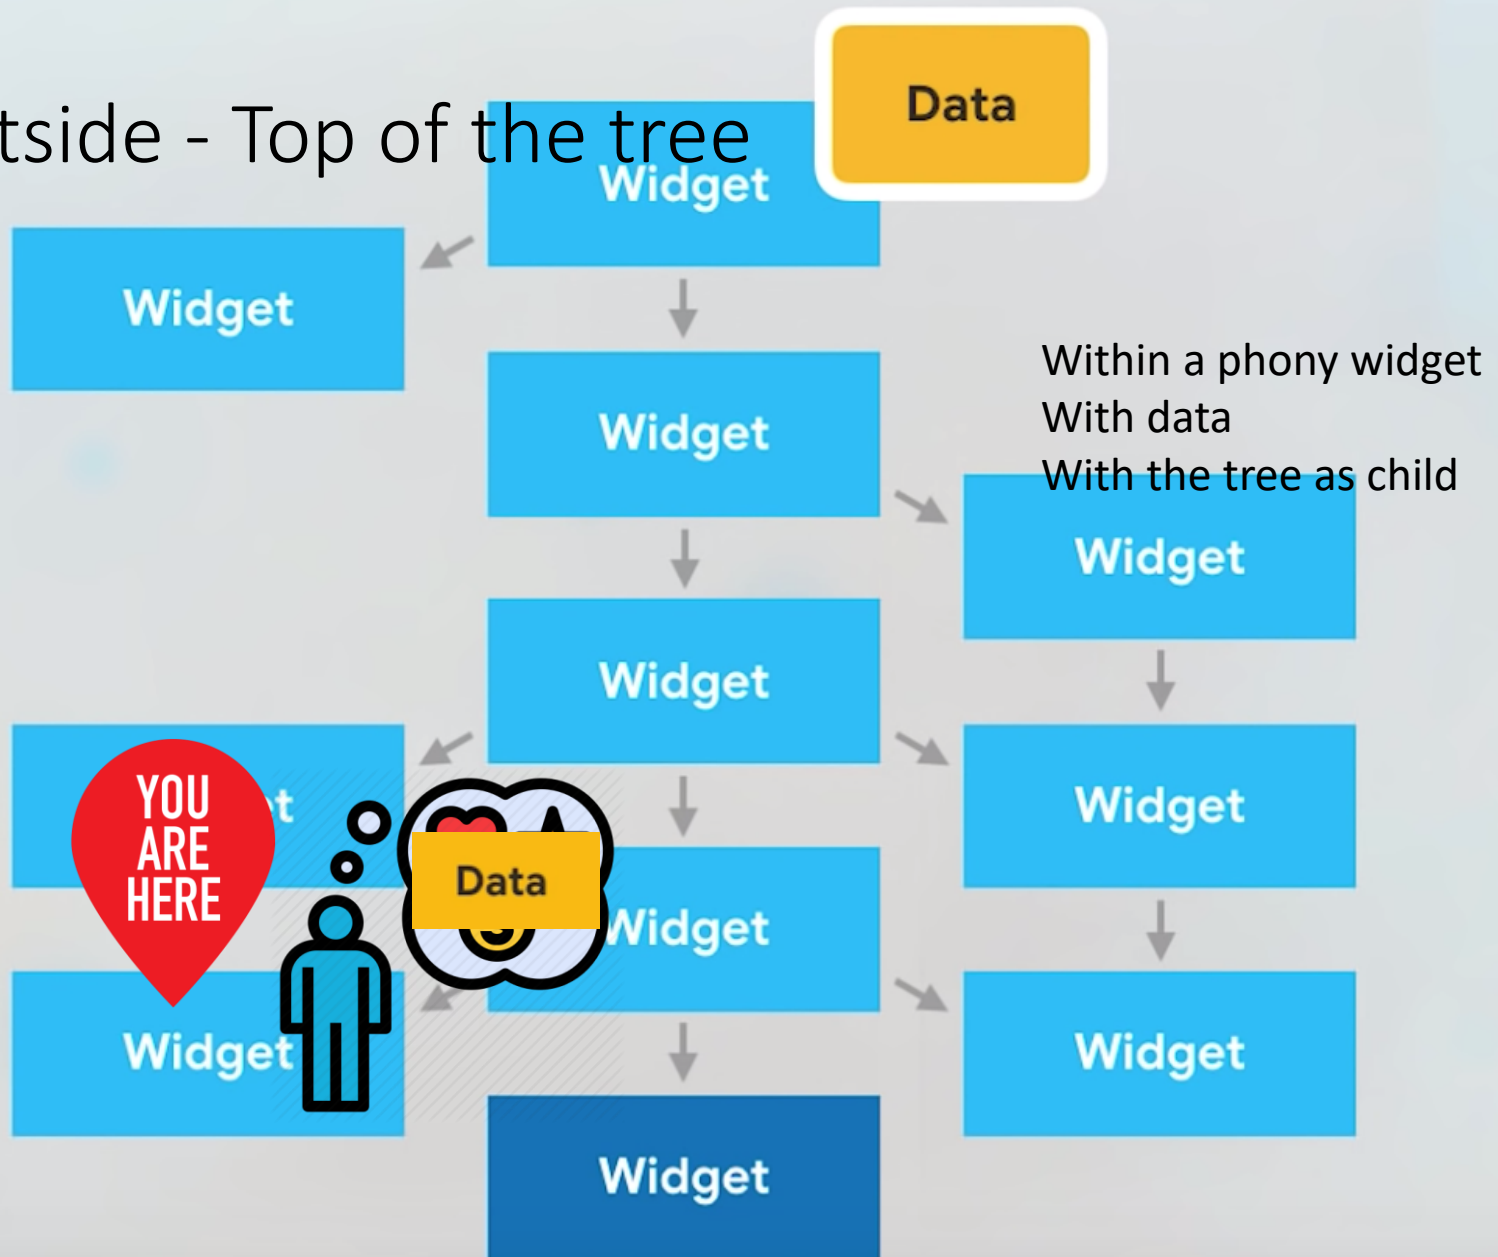 tside - Top of the tree
Data
Widget
Widget
Widget
Within a phony widget
With data
With the tree as child
Widget
Widget
YOU
ARE
HERE
t
Widget
Data
Widget
Widget
Widget
Widget